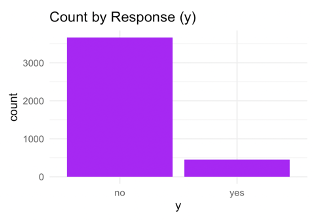 Count by Response (y)
count
3000
2000
1000
0
no yes
y